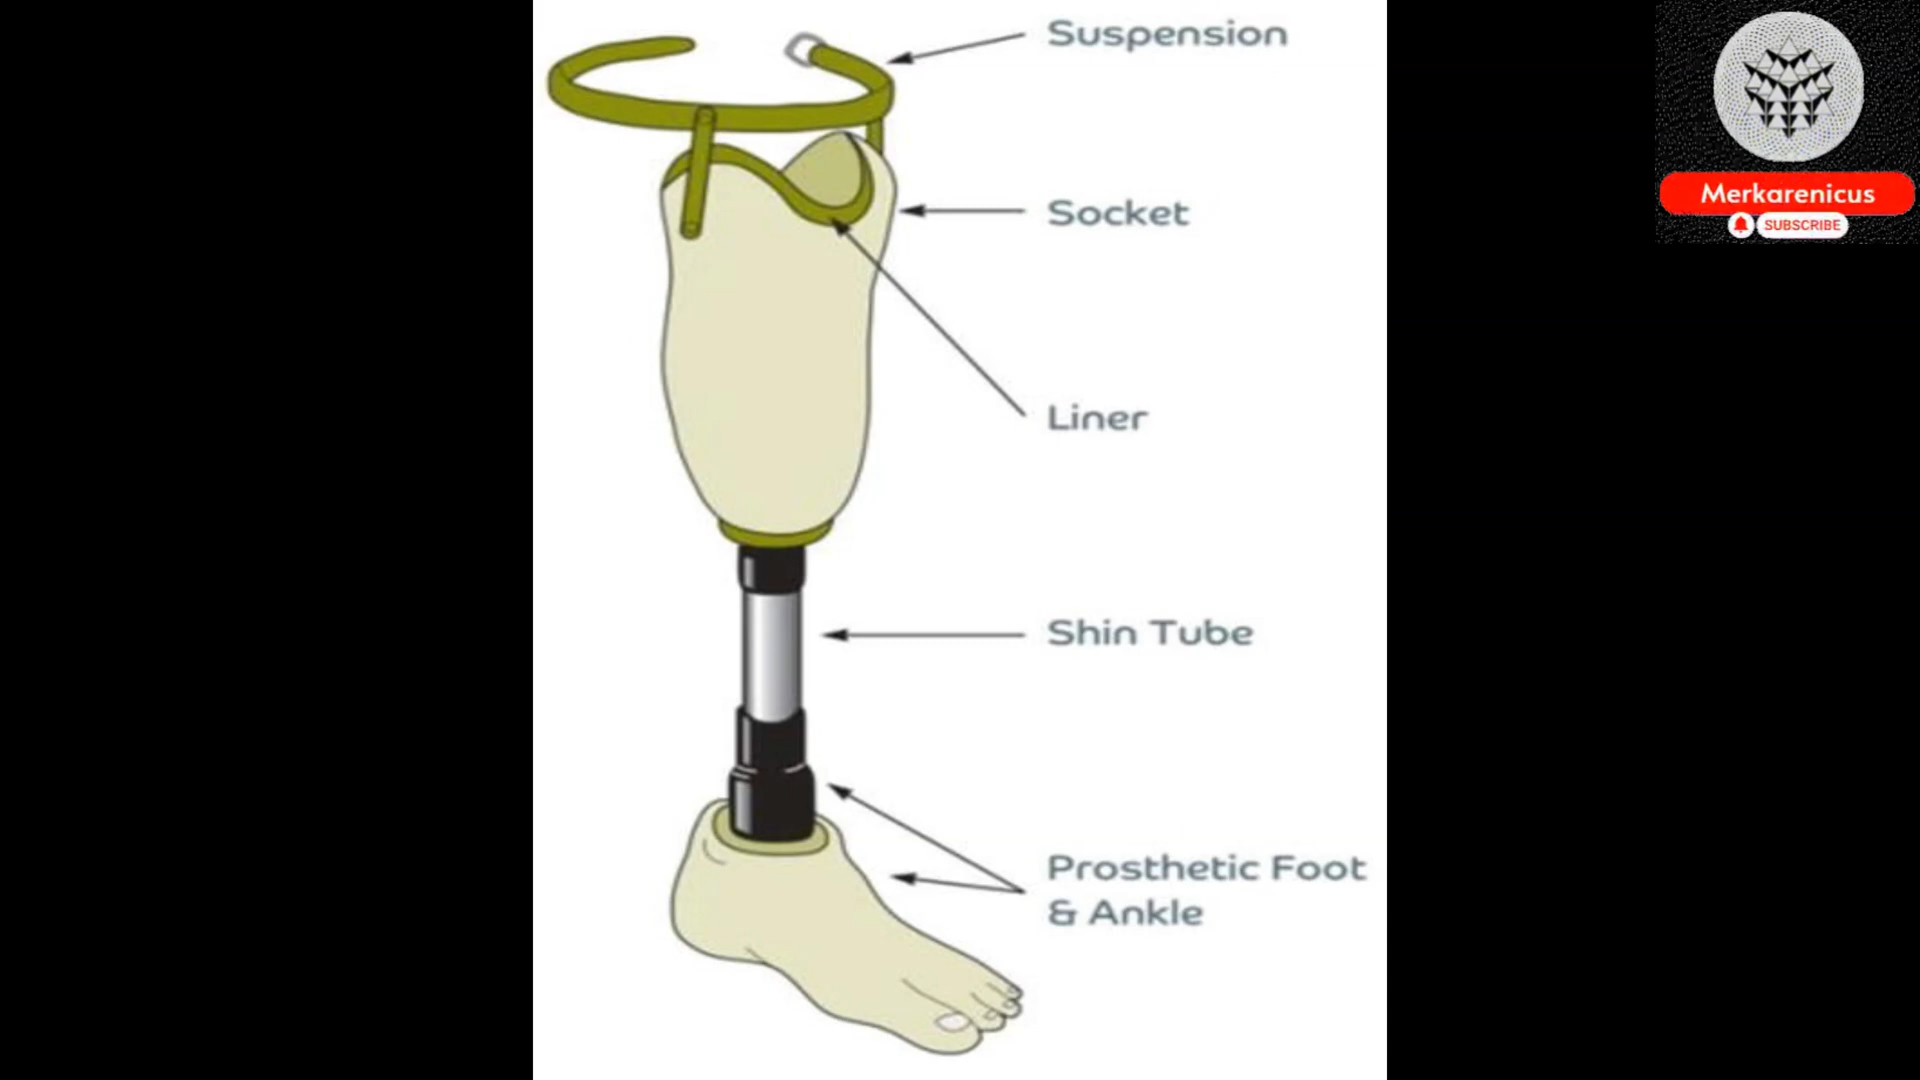 Suspension
Socket
Liner
Shin Tube
Prosthetic Foot
& Ankle
Merkarenicus
SUBSCRIBE